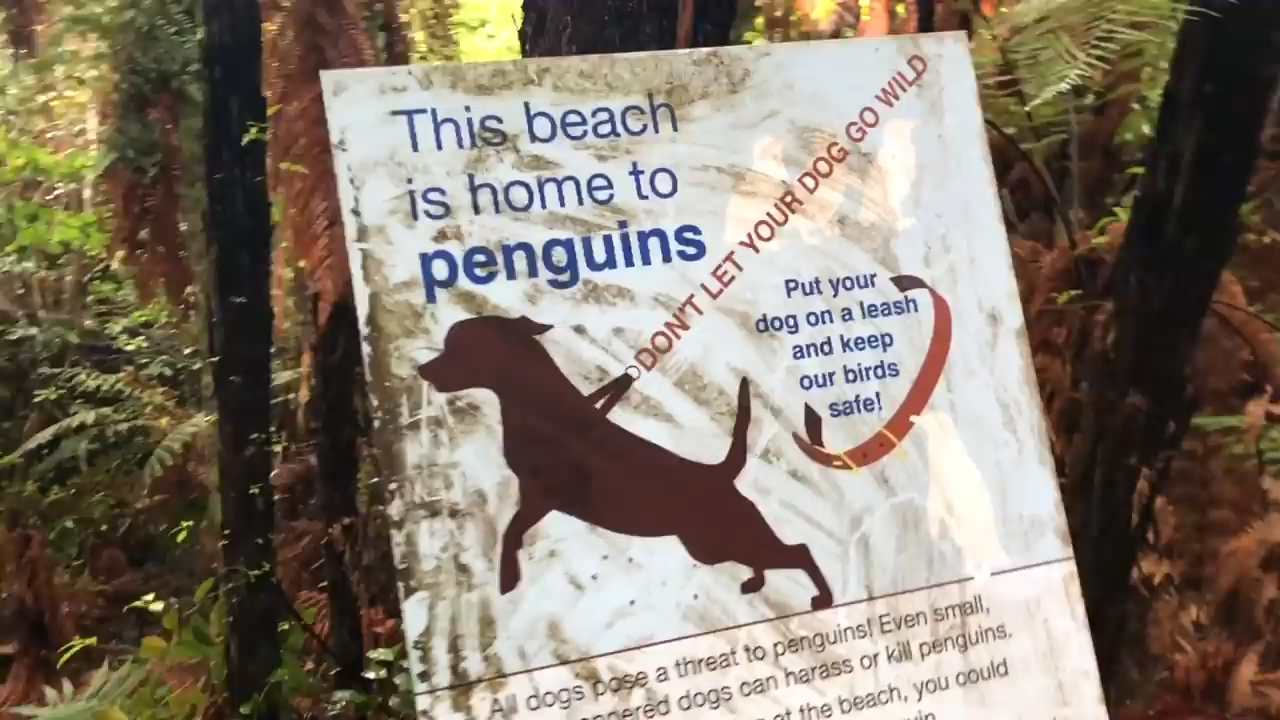 This beach
is home to
penguins
DON'T LET YOUR DOG GO WILD
Put your
dog on a leash
and keep
our birds
safe!
All dogs pose a threat to penguins! Even small,
dogs can harass or kill penguins.
at the beach, you could